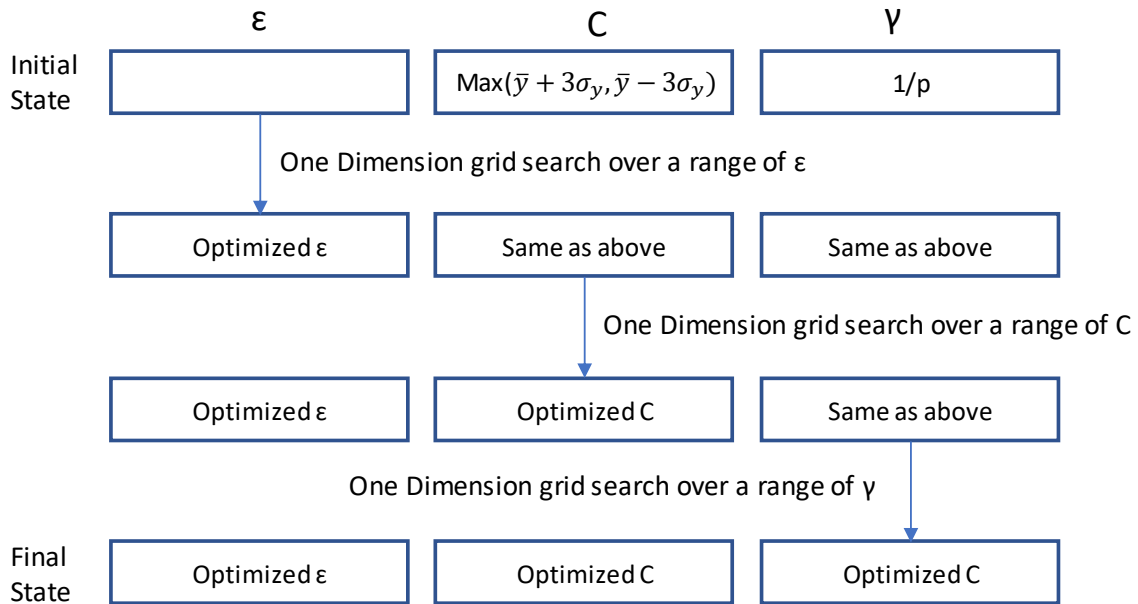 ε C γ
Initial
State
Max(ȳ + 3σ_y, ȳ − 3σ_y)
1/p
One Dimension grid search over a range of ε
Optimized ε
Same as above
Same as above
One Dimension grid search over a range of C
Optimized ε
Optimized C
Same as above
One Dimension grid search over a range of γ
Final
State
Optimized ε
Optimized C
Optimized C